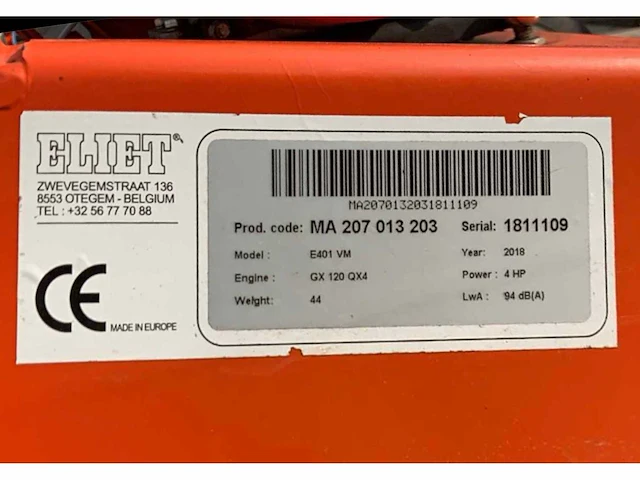 ELIET®
ZWEVEGEMSTRAAT 136
8553 OTEGEM - BELGIUM
TEL : +32 56 77 70 88
CE
MADE IN EUROPE
MA2070132031811109
Prod. code: MA 207 013 203 Serial: 1811109
Model : E401 VM Year: 2018
Engine : GX 120 QX4 Power : 4 HP
Weight: 44 LwA : 94 dB(A)